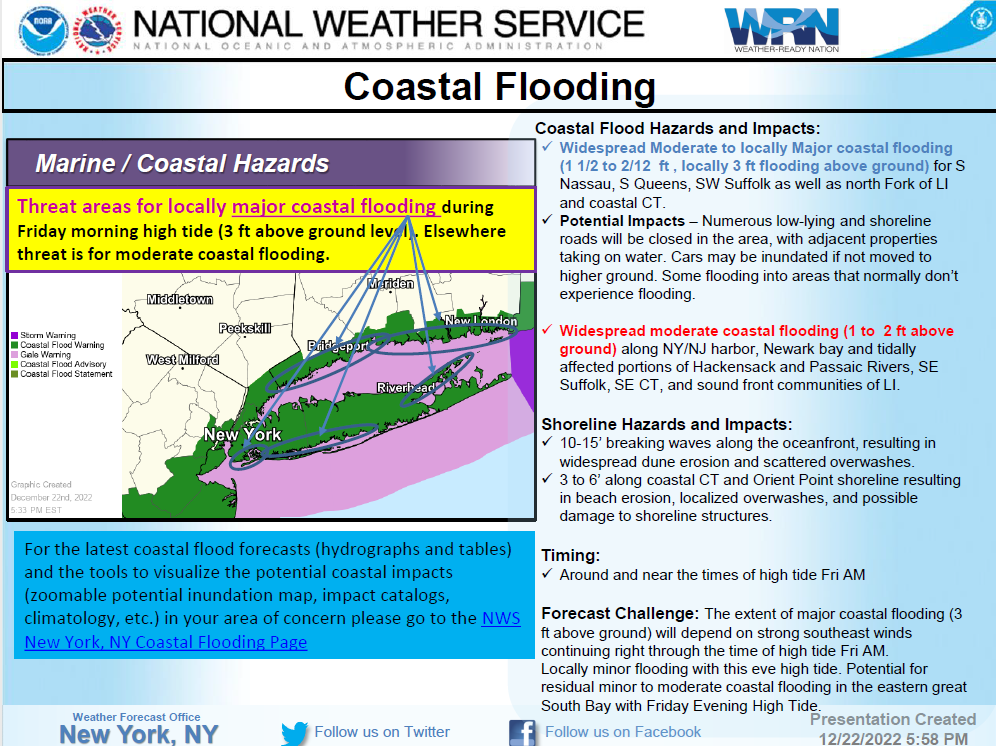 NATIONAL WEATHER SERVICE
NATIONAL OCEANIC AND ATMOSPHERIC ADMINISTRATION
NOAA
WRN
WEATHER-READY NATION
Coastal Flooding
Marine / Coastal Hazards
Threat areas for locally major coastal flooding during
Friday morning high tide (3 ft above ground level). Elsewhere
threat is for moderate coastal flooding.
Storm Warning
Coastal Flood Warning
Gale Warning
Coastal Flood Advisory
Coastal Flood Statement
Middletown
Meriden
Peekskill
New London
Bridgeport
West Milford
Riverhead
New York
Graphic Created
December 22nd, 2022
5:33 PM EST
For the latest coastal flood forecasts (hydrographs and tables)
and the tools to visualize the potential coastal impacts
(zoomable potential inundation map, impact catalogs,
climatology, etc.) in your area of concern please go to the NWS
New York, NY Coastal Flooding Page
Coastal Flood Hazards and Impacts:
✓ Widespread Moderate to locally Major coastal flooding
(1 1/2 to 2/12 ft , locally 3 ft flooding above ground) for S
Nassau, S Queens, SW Suffolk as well as north Fork of LI
and coastal CT.
✓ Potential Impacts – Numerous low-lying and shoreline
roads will be closed in the area, with adjacent properties
taking on water. Cars may be inundated if not moved to
higher ground. Some flooding into areas that normally don't
experience flooding.
✓ Widespread moderate coastal flooding (1 to 2 ft above
ground) along NY/NJ harbor, Newark bay and tidally
affected portions of Hackensack and Passaic Rivers, SE
Suffolk, SE CT, and sound front communities of LI.
Shoreline Hazards and Impacts:
✓ 10-15' breaking waves along the oceanfront, resulting in
widespread dune erosion and scattered overwashes.
✓ 3 to 6' along coastal CT and Orient Point shoreline resulting
in beach erosion, localized overwashes, and possible
damage to shoreline structures.
Timing:
✓ Around and near the times of high tide Fri AM
Forecast Challenge: The extent of major coastal flooding (3
ft above ground) will depend on strong southeast winds
continuing right through the time of high tide Fri AM.
Locally minor flooding with this eve high tide. Potential for
residual minor to moderate coastal flooding in the eastern great
South Bay with Friday Evening High Tide.
Weather Forecast Office
New York, NY
Follow us on Twitter
Follow us on Facebook
Presentation Created
12/22/2022 5:58 PM